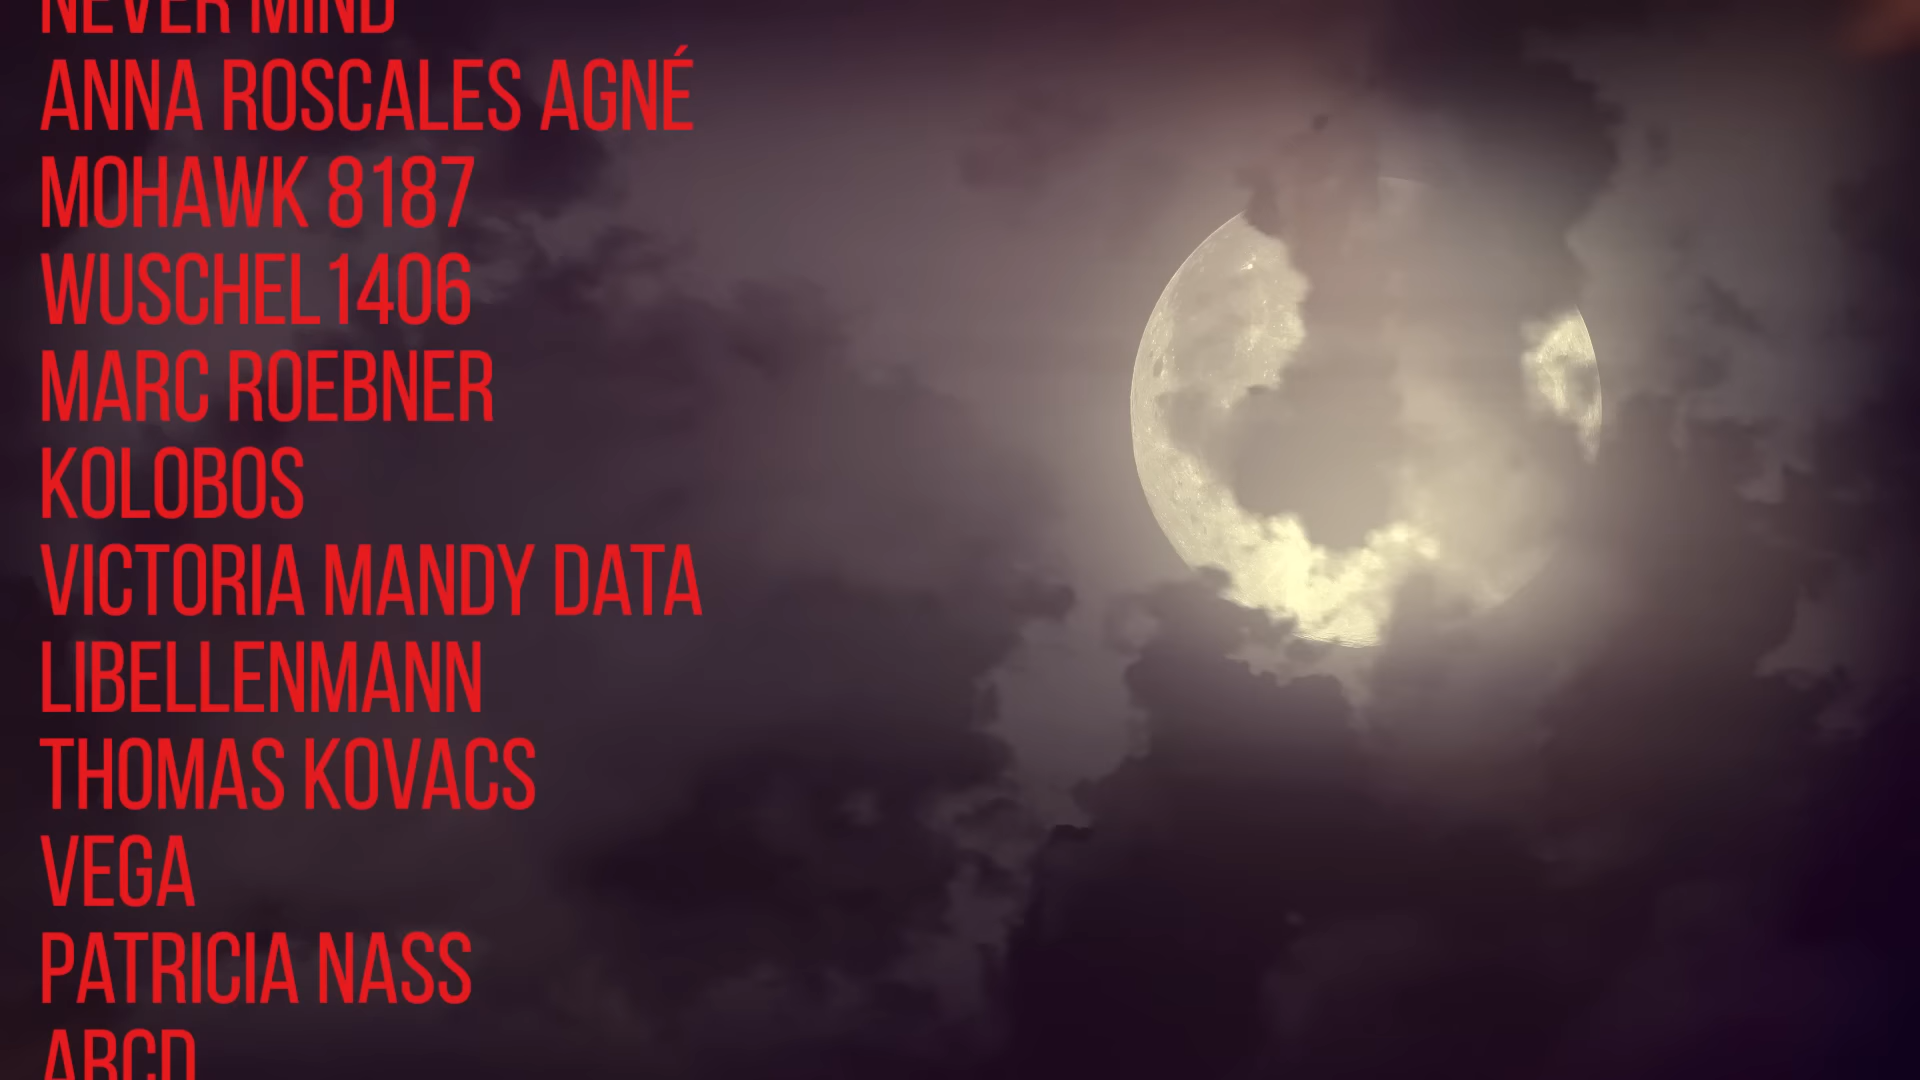 NEVER MIND
ANNA ROSCALES AGNÉ
MOHAWK 8187
WUSCHEL1406
MARC ROEBNER
KOLOBOS
VICTORIA MANDY DATA
LIBELLENMANN
THOMAS KOVACS
VEGA
PATRICIA NASS
ABCD